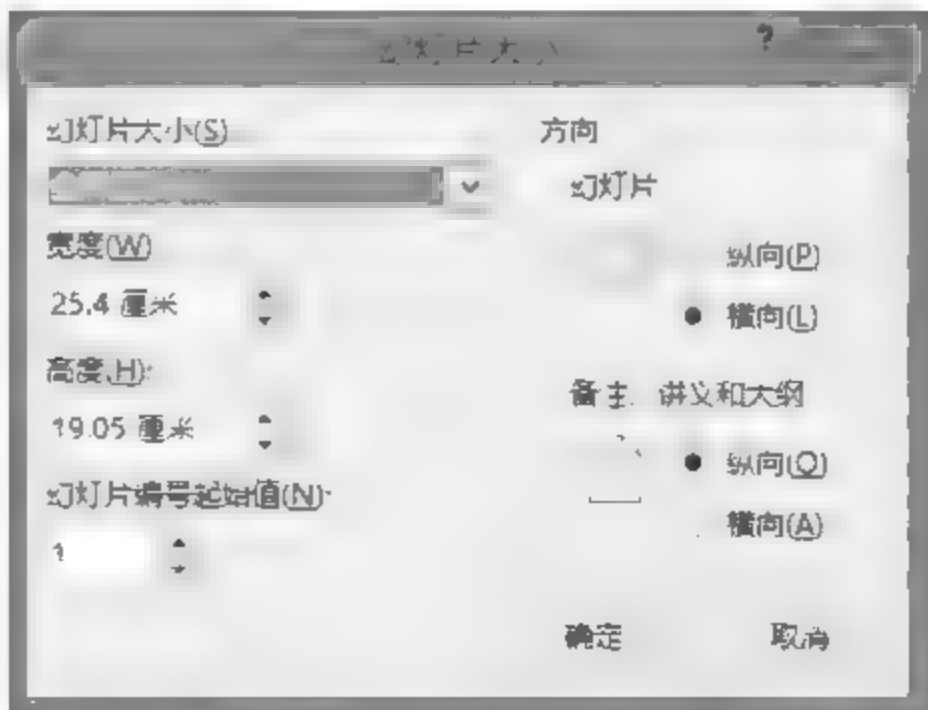 幻灯片大小
?
幻灯片大小(S)
宽度(W)
25.4 厘米
高度(H):
19.05 厘米
幻灯片编号起始值(N):
1
方向
幻灯片
纵向(P)
横向(L)
备注、讲义和大纲
纵向(O)
横向(A)
确定
取消